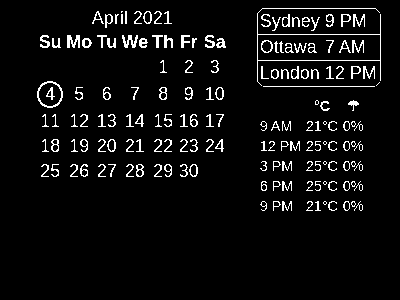 April 2021
Su Mo Tu We Th Fr Sa
1 2 3
4 5 6 7 8 9 10
11 12 13 14 15 16 17
18 19 20 21 22 23 24
25 26 27 28 29 30
Sydney 9 PM
Ottawa 7 AM
London 12 PM
°C
9 AM 21°C 0%
12 PM 25°C 0%
3 PM 25°C 0%
6 PM 25°C 0%
9 PM 21°C 0%